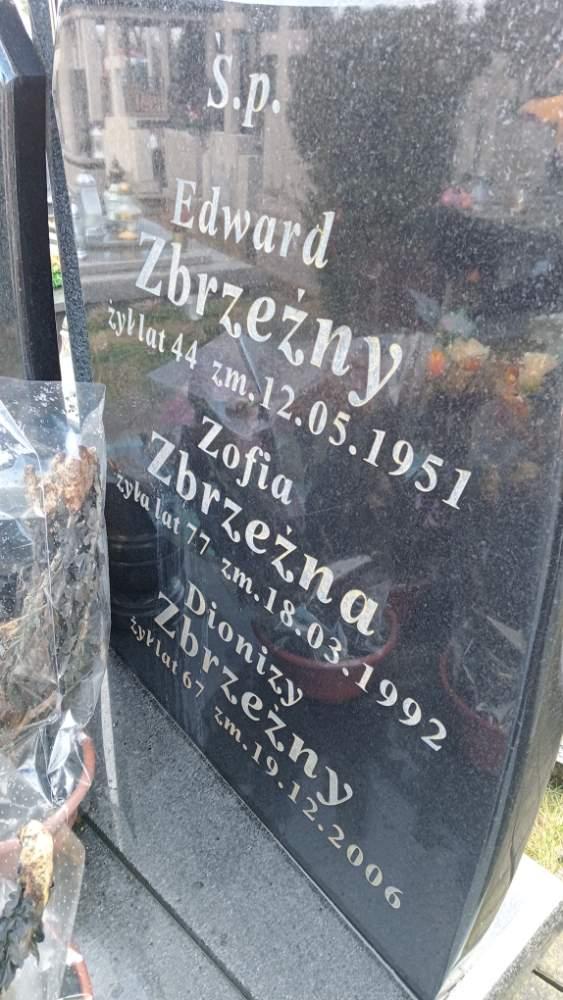 Ś.p.
Edward
Zbrzeżny
żył lat 44 zm.12.05.1951
Zofia
Zbrzeżna
żyła lat 77 zm.18.03.1992
Dionizy
Zbrzeżny
żył lat 67 zm.19.12.2006